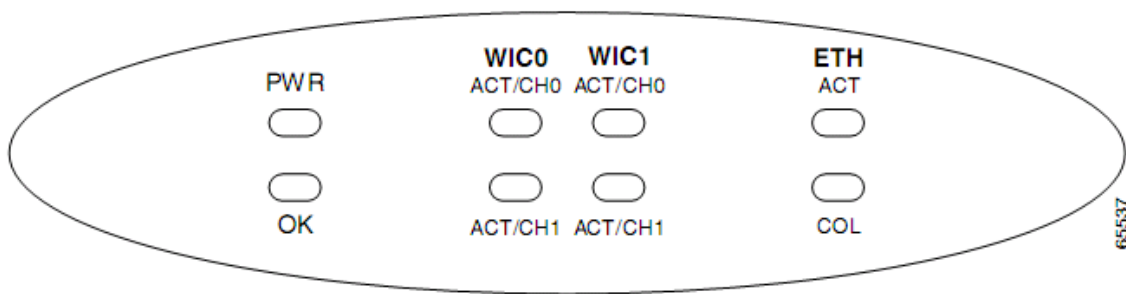 WIC0 WIC1 ETH
PWR ACT/CH0 ACT/CH0 ACT
OK ACT/CH1 ACT/CH1 COL
65537